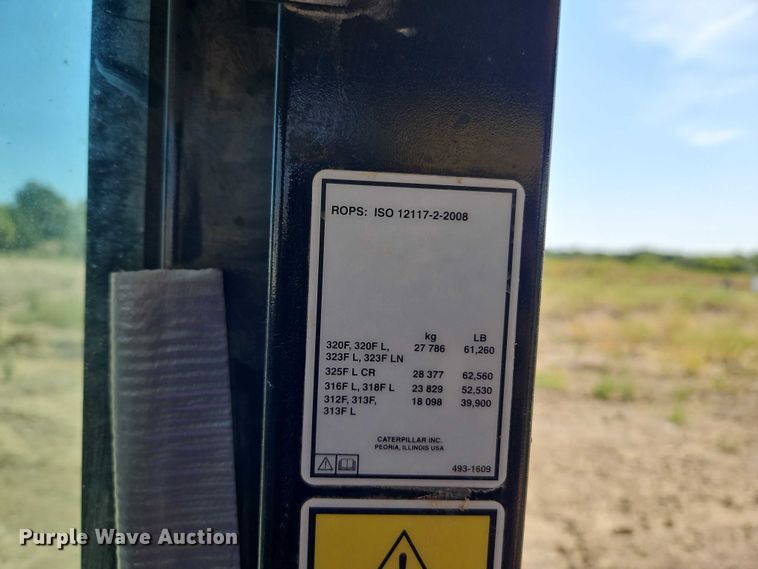 ROPS: ISO 12117-2-2008
kg LB
320F, 320F L, 27 786 61,260
323F L, 323F LN
325F L CR 28 377 62,560
316F L, 318F L 23 829 52,530
312F, 313F, 18 098 39,900
313F L
CATERPILLAR INC.
PEORIA, ILLINOIS USA
493-1609
Purple Wave Auction